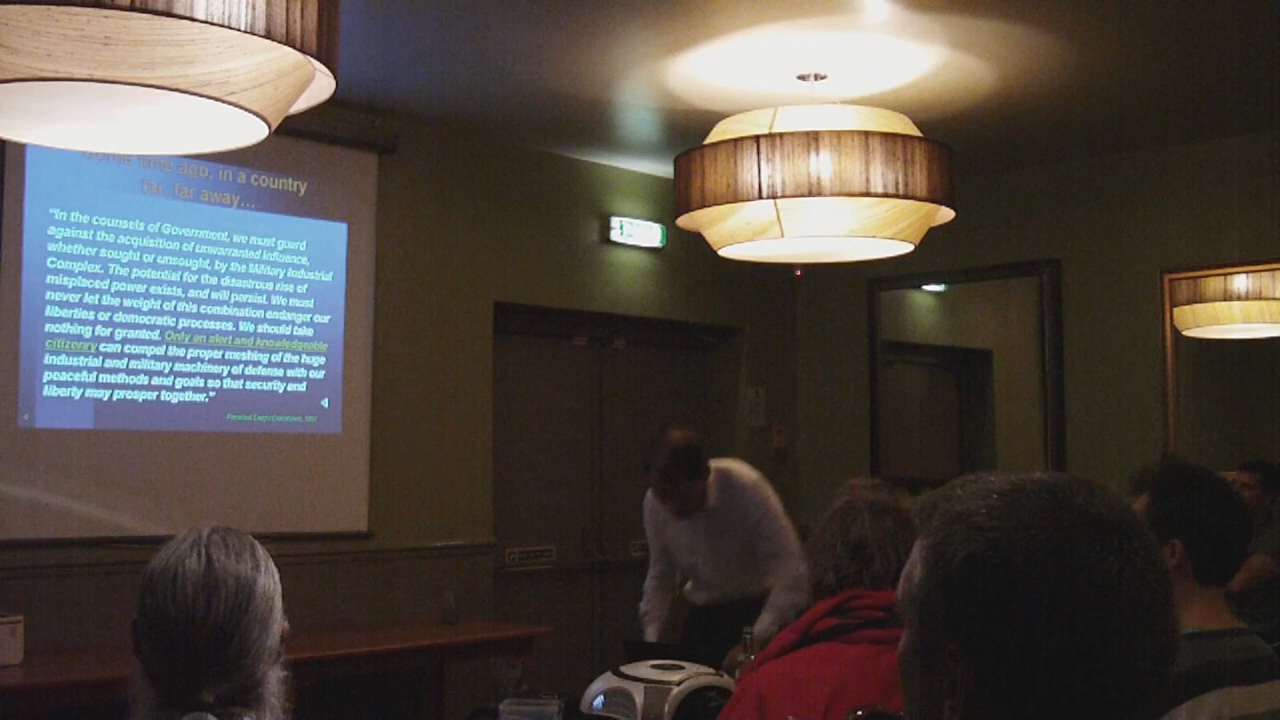 Some time ago, in a country
far, far away...
"In the counsels of Government, we must guard
against the acquisition of unwarranted influence,
whether sought or unsought, by the Military Industrial
Complex. The potential for the disastrous rise of
misplaced power exists, and will persist. We must
never let the weight of this combination endanger our
liberties or democratic processes. We should take
nothing for granted. Only an alert and knowledgeable
citizenry can compel the proper meshing of the huge
industrial and military machinery of defense with our
peaceful methods and goals so that security and
liberty may prosper together."